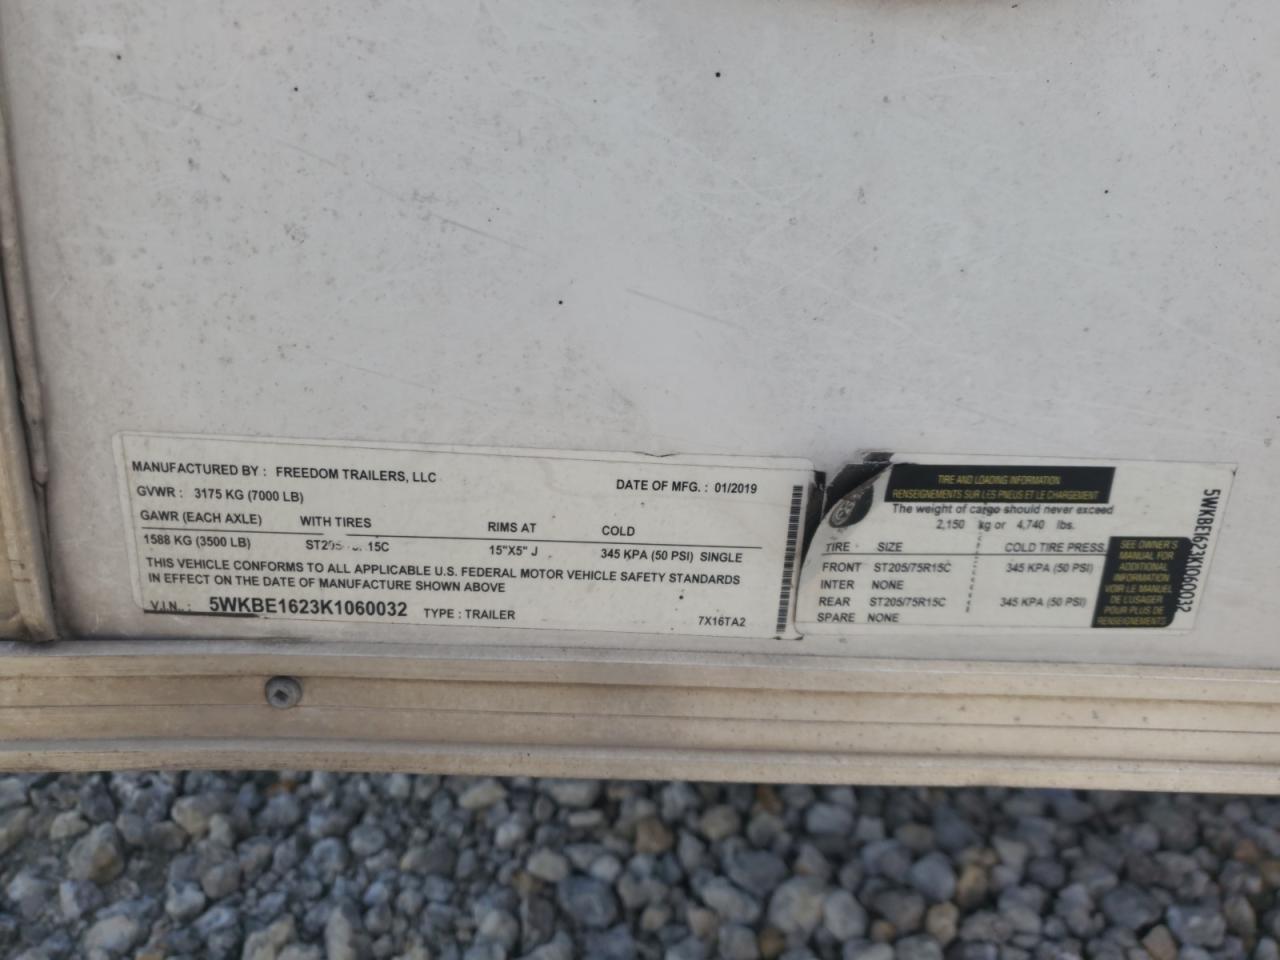 MANUFACTURED BY : FREEDOM TRAILERS, LLC
DATE OF MFG. : 01/2019
GVWR : 3175 KG (7000 LB)
GAWR (EACH AXLE) WITH TIRES RIMS AT COLD
1588 KG (3500 LB) ST205 15C 15"X5" J 345 KPA (50 PSI) SINGLE
THIS VEHICLE CONFORMS TO ALL APPLICABLE U.S. FEDERAL MOTOR VEHICLE SAFETY STANDARDS
IN EFFECT ON THE DATE OF MANUFACTURE SHOWN ABOVE
V.I.N. : 5WKBE1623K1060032 TYPE : TRAILER 7X16TA2
TIRE AND LOADING INFORMATION
RENSEIGNEMENTS SUR LES PNEUS ET LE CHARGEMENT
The weight of cargo should never exceed
2,150 kg or 4,740 lbs.
TIRE SIZE COLD TIRE PRESS.
FRONT ST205/75R15C 345 KPA (50 PSI)
INTER NONE
REAR ST205/75R15C 345 KPA (50 PSI)
SPARE NONE
SEE OWNER'S
MANUAL FOR
ADDITIONAL
INFORMATION
VOIR LE MANUEL
DE L'USAGER
POUR PLUS DE
RENSEIGNEMENTS
5WKBE1623K1060032